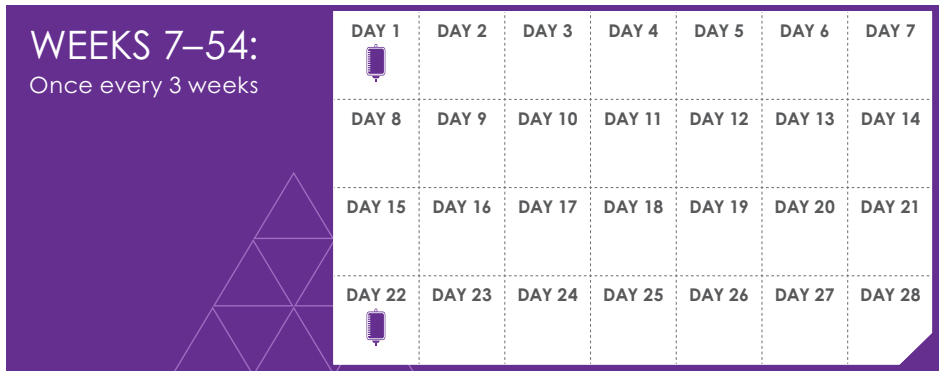 WEEKS 7–54:
Once every 3 weeks
DAY 1 DAY 2 DAY 3 DAY 4 DAY 5 DAY 6 DAY 7
DAY 8 DAY 9 DAY 10 DAY 11 DAY 12 DAY 13 DAY 14
DAY 15 DAY 16 DAY 17 DAY 18 DAY 19 DAY 20 DAY 21
DAY 22 DAY 23 DAY 24 DAY 25 DAY 26 DAY 27 DAY 28